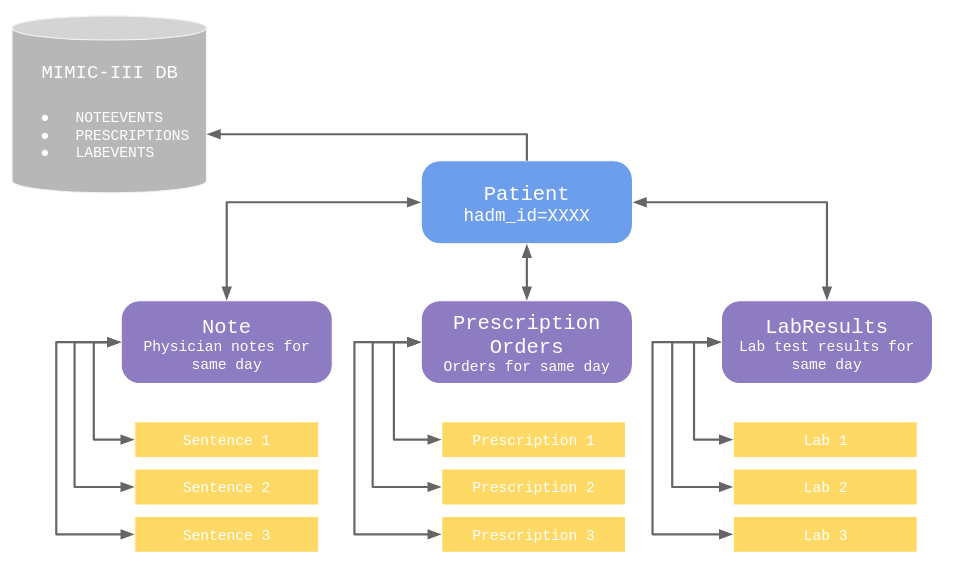 MIMIC-III DB
● NOTEEVENTS
● PRESCRIPTIONS
● LABEVENTS
Patient
hadm_id=XXXX
Note
Physician notes for
same day
Prescription
Orders
Orders for same day
LabResults
Lab test results for
same day
Sentence 1
Sentence 2
Sentence 3
Prescription 1
Prescription 2
Prescription 3
Lab 1
Lab 2
Lab 3